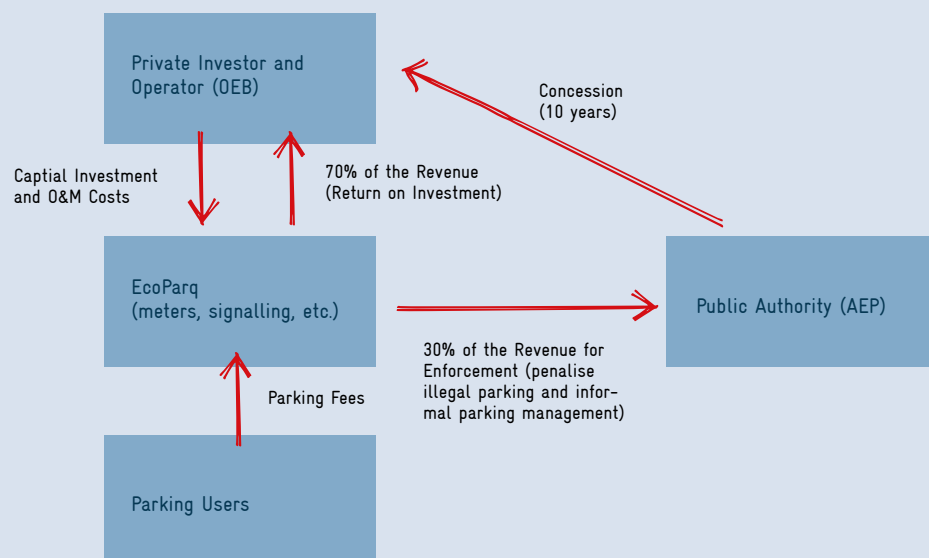 Private Investor and
Operator (OEB)
Concession
(10 years)
Captial Investment
and O&M Costs
70% of the Revenue
(Return on Investment)
EcoParq
(meters, signalling, etc.)
Public Authority (AEP)
30% of the Revenue for
Enforcement (penalise
illegal parking and infor-
mal parking management)
Parking Fees
Parking Users